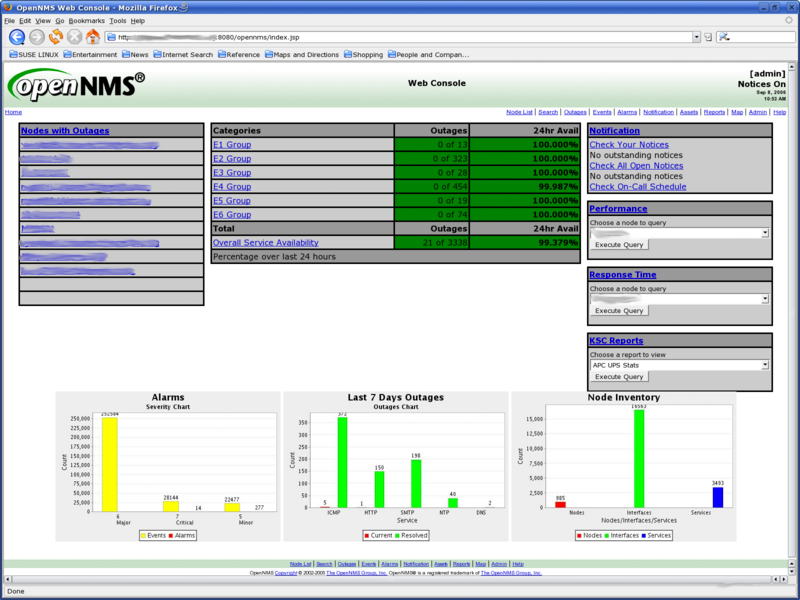 OpenNMS Web Console - Mozilla Firefox
File Edit View Go Bookmarks Tools Help
:8080/opennms/index.jsp
SUSE LINUX Entertainment News Internet Search Reference Maps and Directions Shopping People and Compan...
openNMS®
Web Console
[admin]
Notices On
Sep 8, 2006
10:52 AM
Home
Node List | Search | Outages | Events | Alarms | Notification | Assets | Reports | Map | Admin | Help
Nodes with Outages
Categories Outages 24hr Avail
E1 Group 0 of 13 100.000%
E2 Group 2 of 323 100.000%
E3 Group 0 of 28 100.000%
E4 Group 0 of 454 99.987%
E5 Group 0 of 19 100.000%
E6 Group 0 of 74 100.000%
Total Outages 24hr Avail
Overall Service Availability 21 of 3338 99.379%
Percentage over last 24 hours
Notification
Check Your Notices
No outstanding notices
Check All Open Notices
No outstanding notices
Check On-Call Schedule
Performance
Choose a node to query
Execute Query
Response Time
Choose a node to query
Execute Query
KSC Reports
Choose a report to view
APC UPS Stats
Execute Query
Alarms
Severity Chart
250,000
225,000
200,000
175,000
150,000
125,000
100,000
75,000
50,000
25,000
0
Count
28144
14
22477
277
6 7 5
Major Critical Minor
Events Alarms
Last 7 Days Outages
Outages Chart
350
300
250
200
150
100
50
0
Count
5
372
1
150
198
40
2
ICMP HTTP SMTP NTP DNS
Service
Current Resolved
Node Inventory
15,000
12,500
10,000
7,500
5,000
2,500
0
Count
985
3403
Nodes Interfaces Services
Nodes/Interfaces/Services
Nodes Interfaces Services
Node List | Search | Outages | Events | Alarms | Notification | Assets | Reports | Map | Admin | Help
OpenNMS Copyright © 2002-2005 The OpenNMS Group, Inc. OpenNMS® is a registered trademark of The OpenNMS Group, Inc.
Done